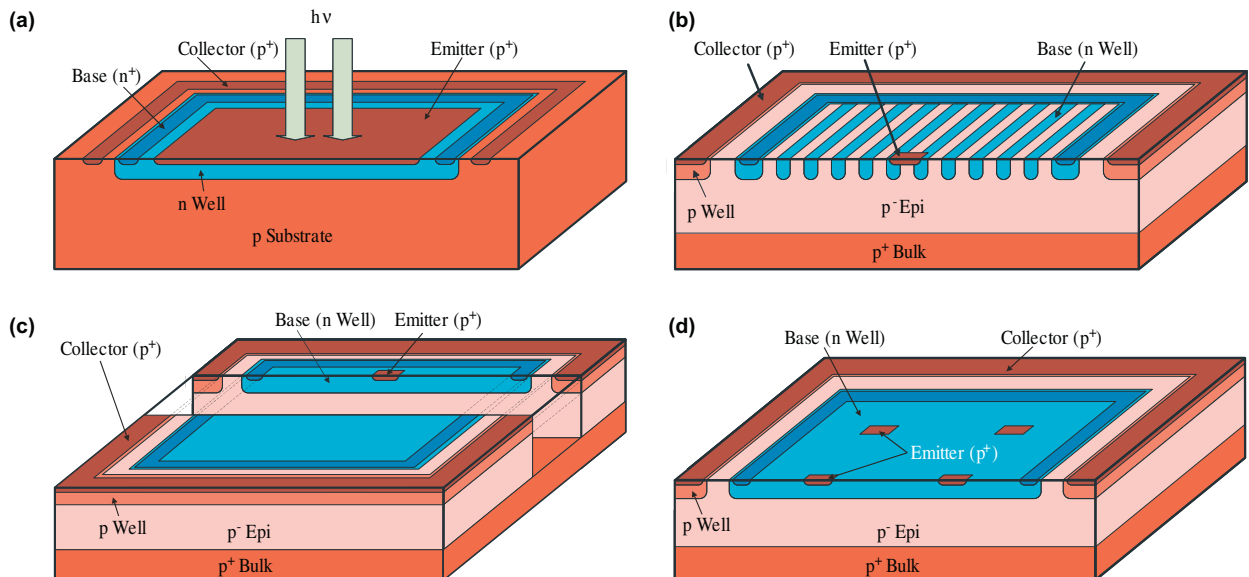 (a)
hν
Collector (p⁺)
Emitter (p⁺)
Base (n⁺)
n Well
p Substrate
(b)
Collector (p⁺)
Emitter (p⁺)
Base (n Well)
p Well
p⁻ Epi
p⁺ Bulk
(c)
Base (n Well)
Emitter (p⁺)
Collector (p⁺)
p Well
p⁻ Epi
p⁺ Bulk
(d)
Base (n Well)
Collector (p⁺)
Emitter (p⁺)
p Well
p⁻ Epi
p⁺ Bulk